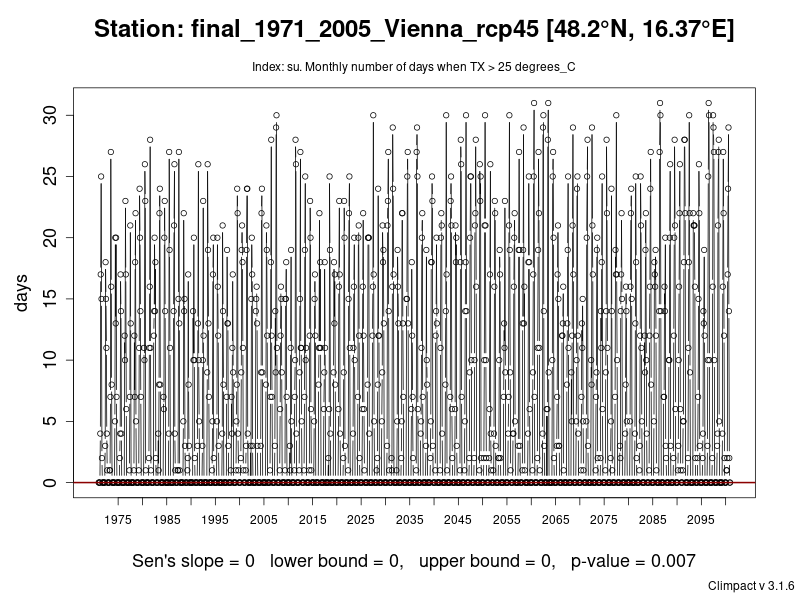 Station: final_1971_2005_Vienna_rcp45 [48.2°N, 16.37°E]
Index: su. Monthly number of days when TX > 25 degrees_C
days
30
25
20
15
10
5
0
1975 1985 1995 2005 2015 2025 2035 2045 2055 2065 2075 2085 2095
Sen's slope = 0 lower bound = 0, upper bound = 0, p-value = 0.007
Climpact v 3.1.6